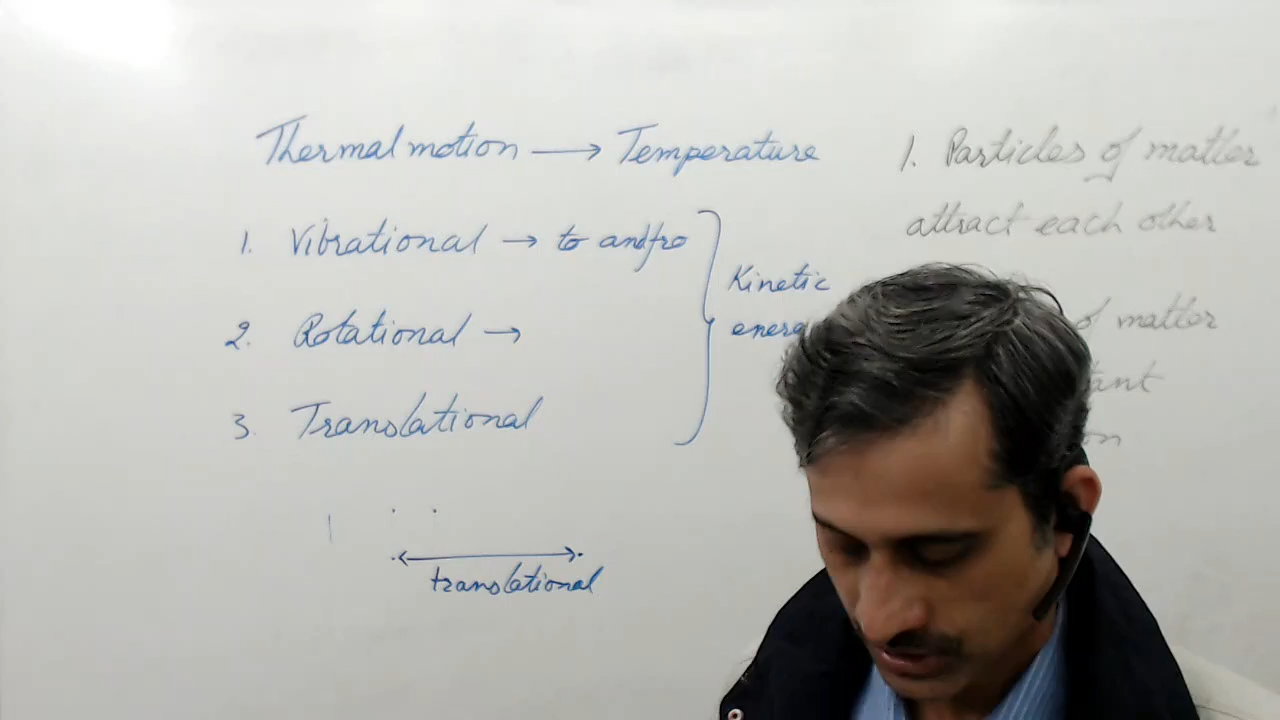 Thermal motion → Temperature
1. Vibrational → to and fro
2. Rotational →
3. Translational
Kinetic
translational
1. Particles of matter
attract each other
of matter